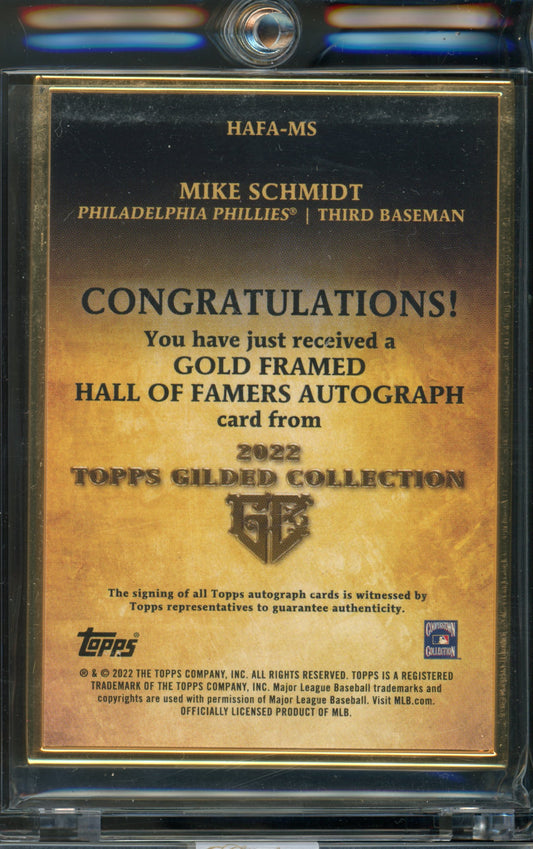 HAFA-MS
MIKE SCHMIDT
PHILADELPHIA PHILLIES® | THIRD BASEMAN
CONGRATULATIONS!
You have just received a
GOLD FRAMED
HALL OF FAMERS AUTOGRAPH
card from
2022
TOPPS GILDED COLLECTION
The signing of all Topps autograph cards is witnessed by
Topps representatives to guarantee authenticity.
Topps®
COOPERSTOWN
COLLECTION
® & © 2022 THE TOPPS COMPANY, INC. ALL RIGHTS RESERVED. TOPPS IS A REGISTERED
TRADEMARK OF THE TOPPS COMPANY, INC. Major League Baseball trademarks and
copyrights are used with permission of Major League Baseball. Visit MLB.com.
OFFICIALLY LICENSED PRODUCT OF MLB.